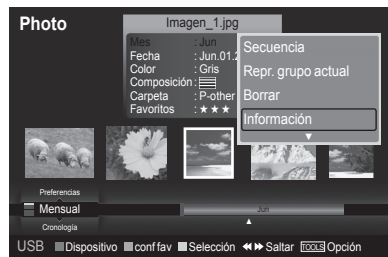 Photo
Imagen_1.jpg
Mes : Jun
Fecha : Jun.01.2
Color : Gris
Composición :
Carpeta : P-other
Favoritos : ★ ★ ★
Secuencia
Repr. grupo actual
Borrar
Información
Preferencias
Mensual
Jun
Cronología
USB Dispositivo conf fav Selección Saltar TOOLS Opción